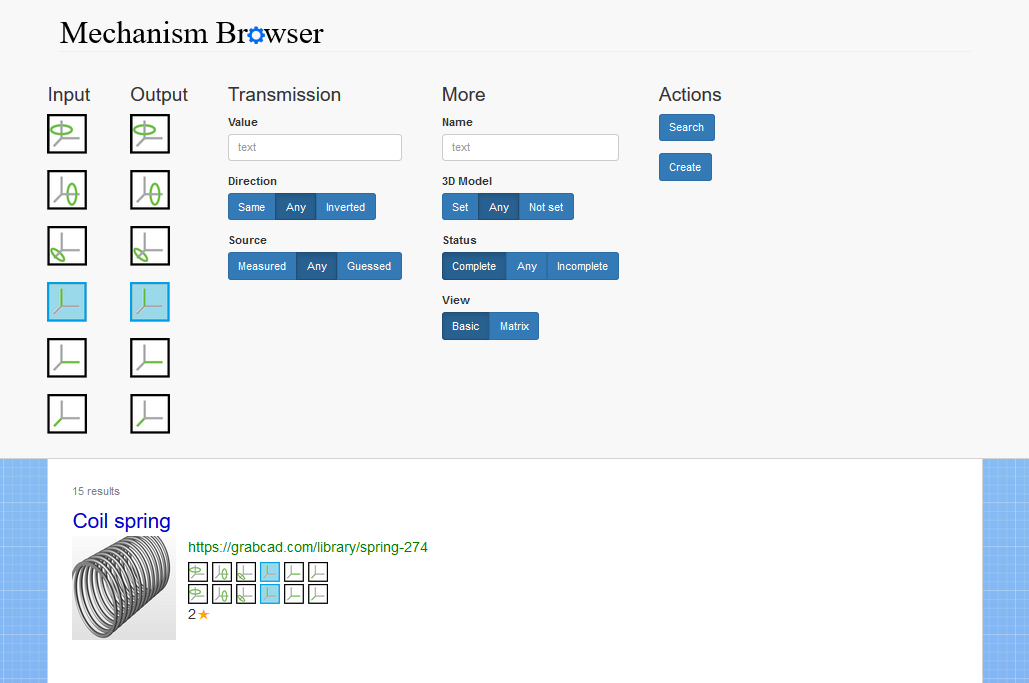 Mechanism Browser
Input
Output
Transmission
Value
text
Direction
Same Any Inverted
Source
Measured Any Guessed
More
Name
text
3D Model
Set Any Not set
Status
Complete Any Incomplete
View
Basic Matrix
Actions
Search
Create
15 results
Coil spring
https://grabcad.com/library/spring-274
2